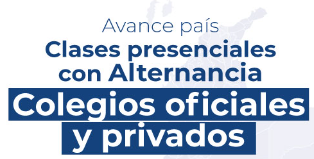 Avance país
Clases presenciales
con Alternancia
Colegios oficiales
y privados